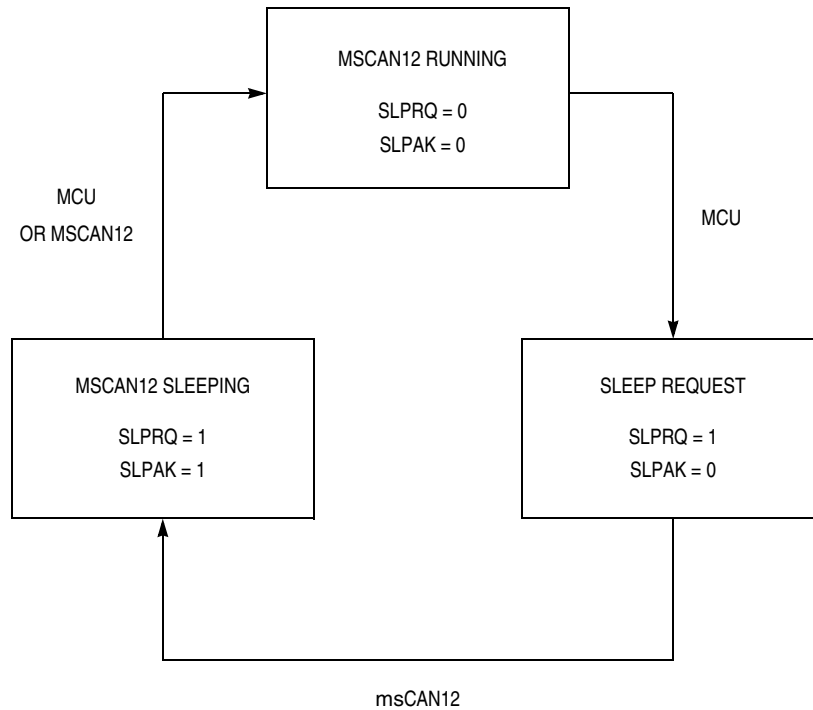 MSCAN12 RUNNING
SLPRQ = 0
SLPAK = 0
MCU
OR MSCAN12
MCU
MSCAN12 SLEEPING
SLPRQ = 1
SLPAK = 1
SLEEP REQUEST
SLPRQ = 1
SLPAK = 0
msCAN12